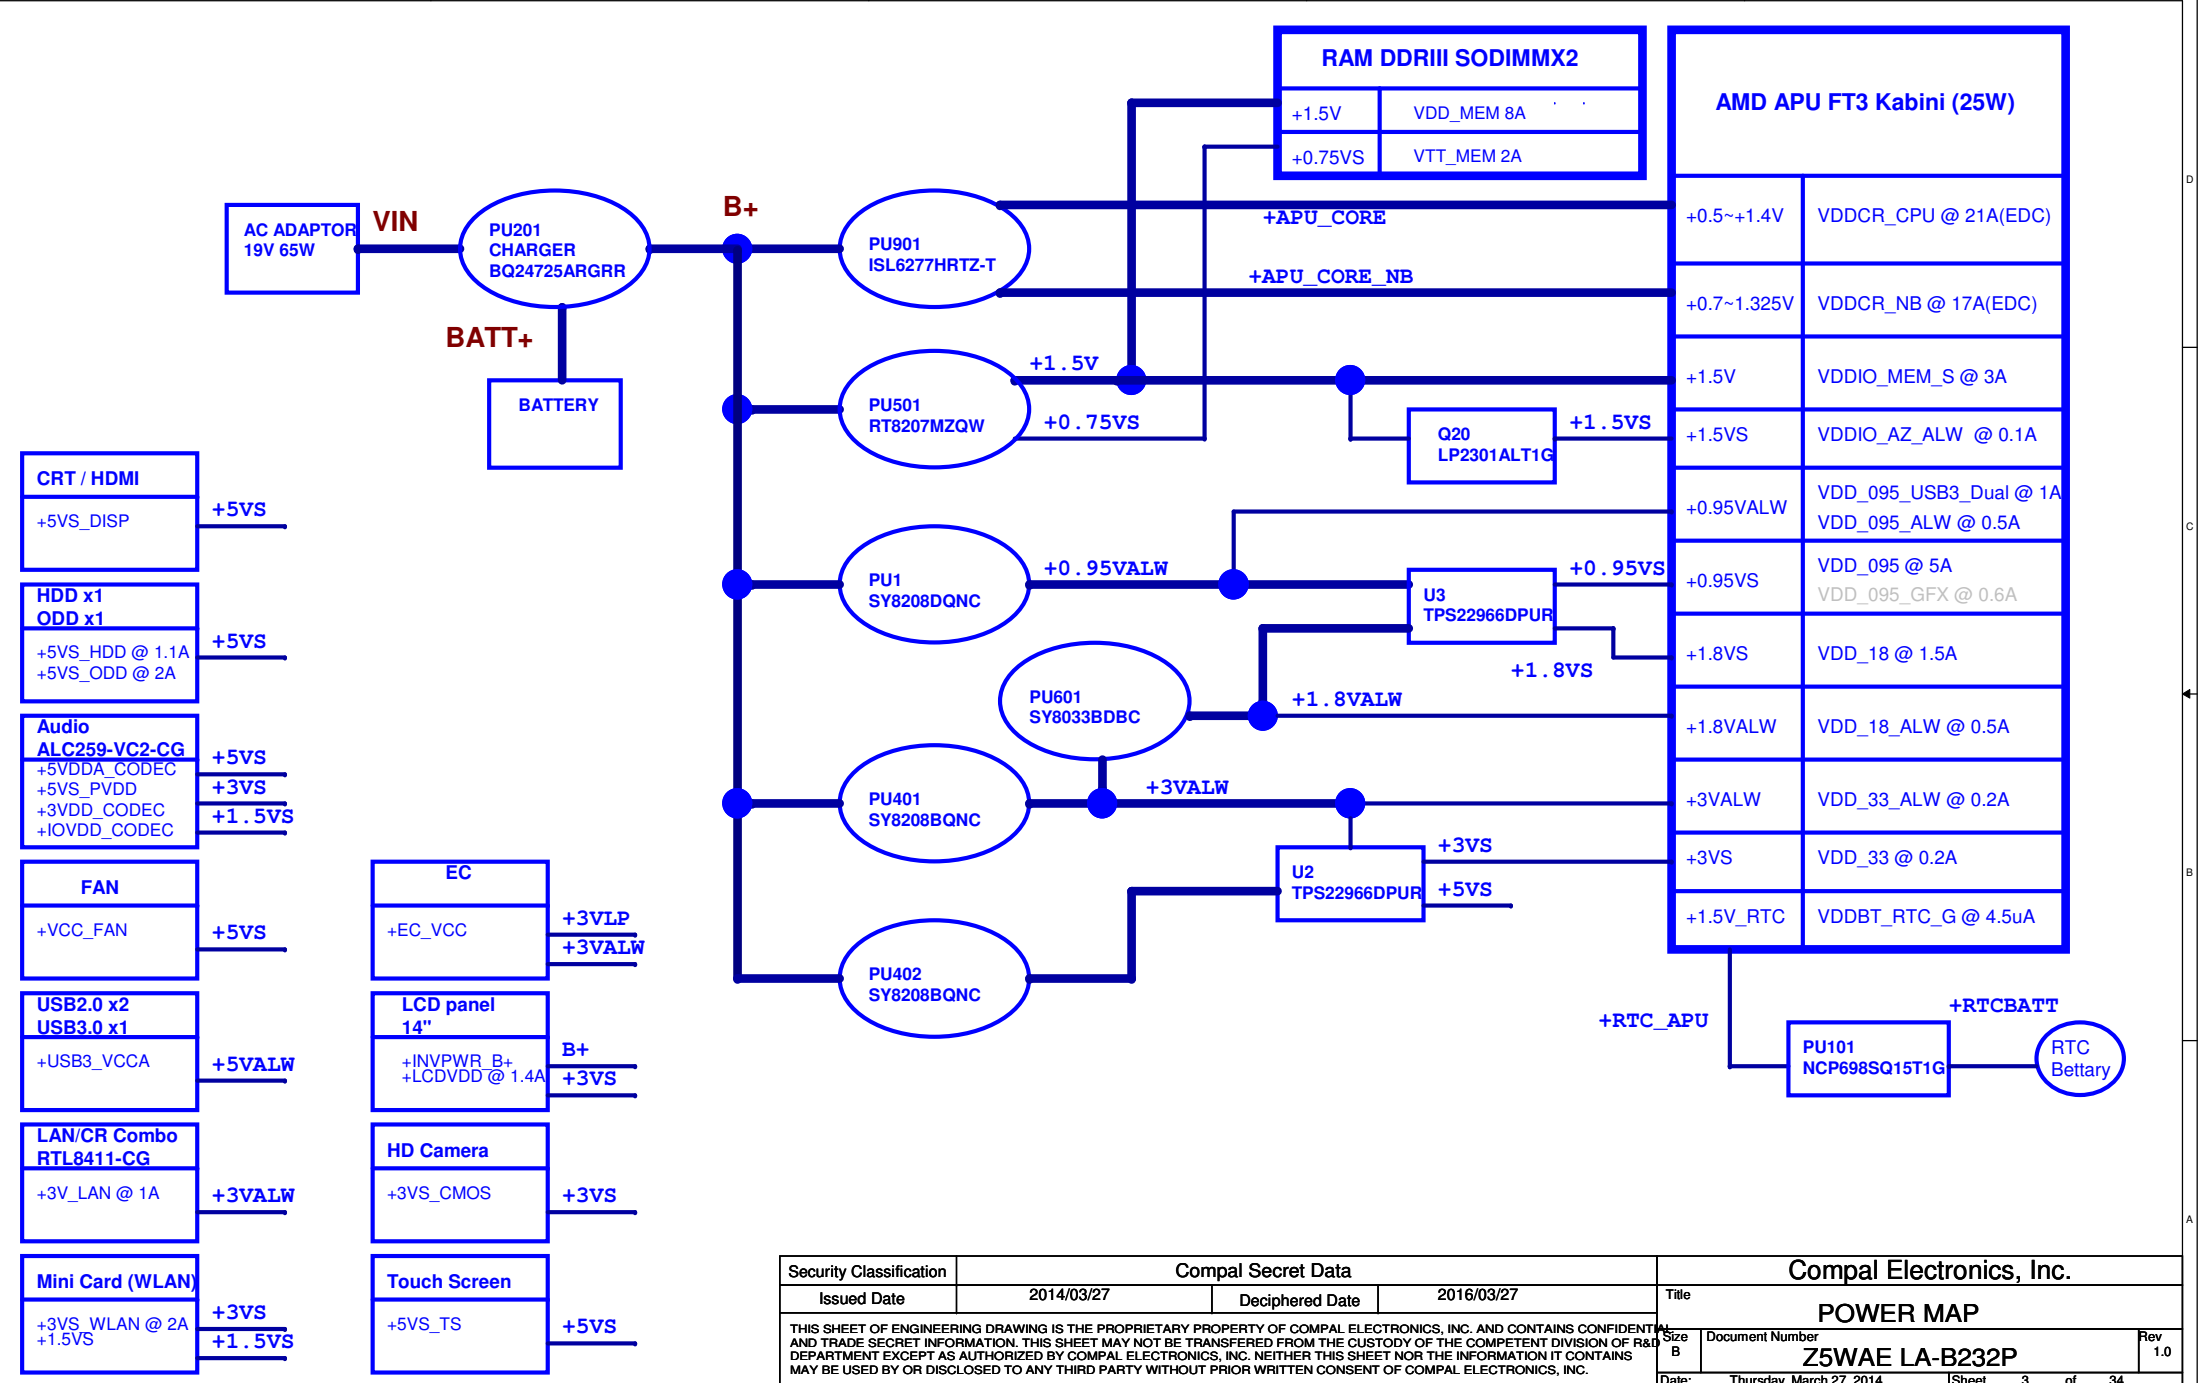 RAM DDRIII SODIMMX2
+1.5V VDD_MEM 8A
+0.75VS VTT_MEM 2A
AMD APU FT3 Kabini (25W)
+0.5~+1.4V VDDCR_CPU @ 21A(EDC)
+0.7~1.325V VDDCR_NB @ 17A(EDC)
+1.5V VDDIO_MEM_S @ 3A
+1.5VS VDDIO_AZ_ALW @ 0.1A
+0.95VALW VDD_095_USB3_Dual @ 1A
VDD_095_ALW @ 0.5A
+0.95VS VDD_095 @ 5A
VDD_095_GFX @ 0.6A
+1.8VS VDD_18 @ 1.5A
+1.8VALW VDD_18_ALW @ 0.5A
+3VALW VDD_33_ALW @ 0.2A
+3VS VDD_33 @ 0.2A
+1.5V_RTC VDDBT_RTC_G @ 4.5uA
AC ADAPTOR
19V 65W
VIN
PU201
CHARGER
BQ24725ARGRR
BATT+
BATTERY
B+
PU901
ISL6277HRTZ-T
+APU_CORE
+APU_CORE_NB
PU501
RT8207MZQW
+1.5V
+0.75VS
Q20
LP2301ALT1G
+1.5VS
PU1
SY8208DQNC
+0.95VALW
U3
TPS22966DPUR
+0.95VS
+1.8VS
PU601
SY8033BDBC
+1.8VALW
PU401
SY8208BQNC
+3VALW
U2
TPS22966DPUR
+3VS
+5VS
PU402
SY8208BQNC
+RTC_APU
PU101
NCP698SQ15T1G
+RTCBATT
RTC
Bettary
CRT / HDMI
+5VS_DISP
+5VS
HDD x1
ODD x1
+5VS_HDD @ 1.1A
+5VS_ODD @ 2A
+5VS
Audio
ALC259-VC2-CG
+5VDDA_CODEC
+5VS_PVDD
+3VDD_CODEC
+IOVDD_CODEC
+5VS
+3VS
+1.5VS
FAN
+VCC_FAN
+5VS
USB2.0 x2
USB3.0 x1
+USB3_VCCA
+5VALW
LAN/CR Combo
RTL8411-CG
+3V_LAN @ 1A
+3VALW
Mini Card (WLAN)
+3VS_WLAN @ 2A
+1.5VS
+3VS
+1.5VS
EC
+EC_VCC
+3VLP
+3VALW
LCD panel
14"
+INVPWR_B+
+LCDVDD @ 1.4A
B+
+3VS
HD Camera
+3VS_CMOS
+3VS
Touch Screen
+5VS_TS
+5VS
D
C
B
A
Security Classification Compal Secret Data
Issued Date 2014/03/27 Deciphered Date 2016/03/27
THIS SHEET OF ENGINEERING DRAWING IS THE PROPRIETARY PROPERTY OF COMPAL ELECTRONICS, INC. AND CONTAINS CONFIDENTIAL
AND TRADE SECRET INFORMATION. THIS SHEET MAY NOT BE TRANSFERED FROM THE CUSTODY OF THE COMPETENT DIVISION OF R&D
DEPARTMENT EXCEPT AS AUTHORIZED BY COMPAL ELECTRONICS, INC. NEITHER THIS SHEET NOR THE INFORMATION IT CONTAINS
MAY BE USED BY OR DISCLOSED TO ANY THIRD PARTY WITHOUT PRIOR WRITTEN CONSENT OF COMPAL ELECTRONICS, INC.
Compal Electronics, Inc.
Title
POWER MAP
Size Document Number Rev
B Z5WAE LA-B232P 1.0
Date: Thursday, March 27, 2014 Sheet 3 of 34